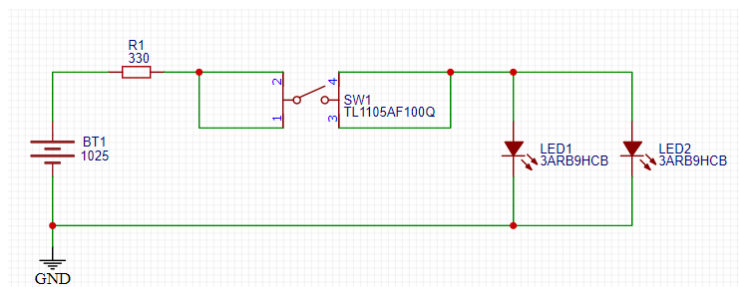 R1
330
2
4
SW1
TL1105AF100Q
1
3
BT1
1025
LED1
3ARB9HCB
LED2
3ARB9HCB
GND